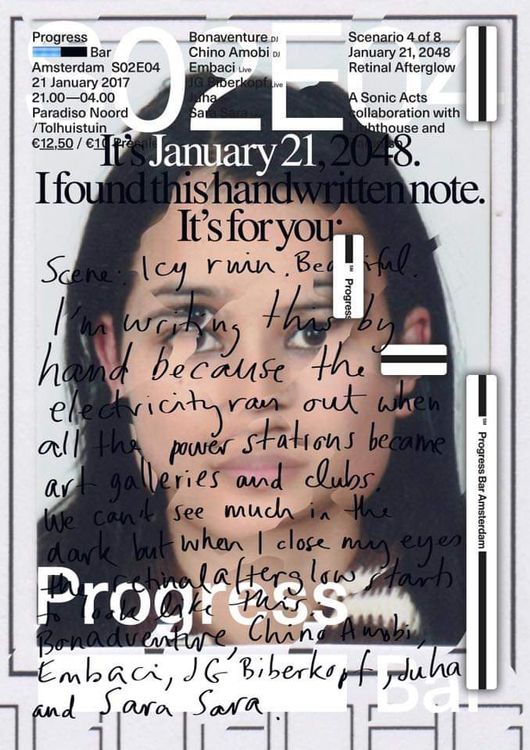 S02E04
Progress
Bar
Amsterdam S02E04
21 January 2017
21.00—04.00
Paradiso Noord
/Tolhuistuin
€12,50 / €10
Bonaventure DJ
Chino Amobi DJ
Embaci Live
JG Biberkopf Live
Juha
Sara Sara
Scenario 4 of 8
January 21, 2048
Retinal Afterglow
A Sonic Acts
collaboration with
Lighthouse and
It's January 21, 2048.
I found this handwritten note.
It's for you:
Scene: Icy ruin. Beautiful.
I'm writing this by
hand because the
electricity ran out when
all the power stations became
art galleries and clubs.
We can't see much in the
dark but when I close my eyes
the retinal afterglow starts
to look like this:
Bonaventure, Chino Amobi,
Embaci, JG Biberkopf, Juha
and Sara Sara.
Progress
Progress Bar Amsterdam
Progress
Bar